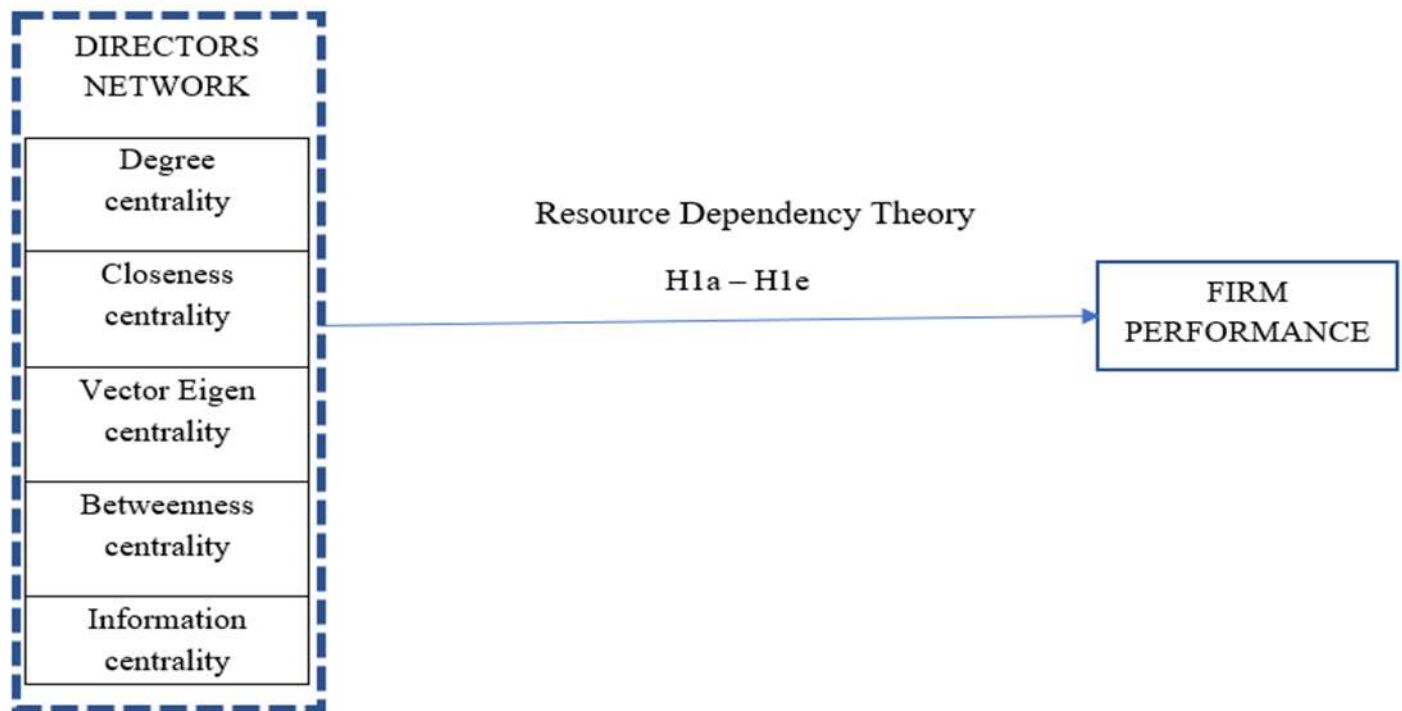 DIRECTORS
NETWORK
Degree
centrality
Closeness
centrality
Vector Eigen
centrality
Betweenness
centrality
Information
centrality
Resource Dependency Theory
H1a – H1e
FIRM
PERFORMANCE